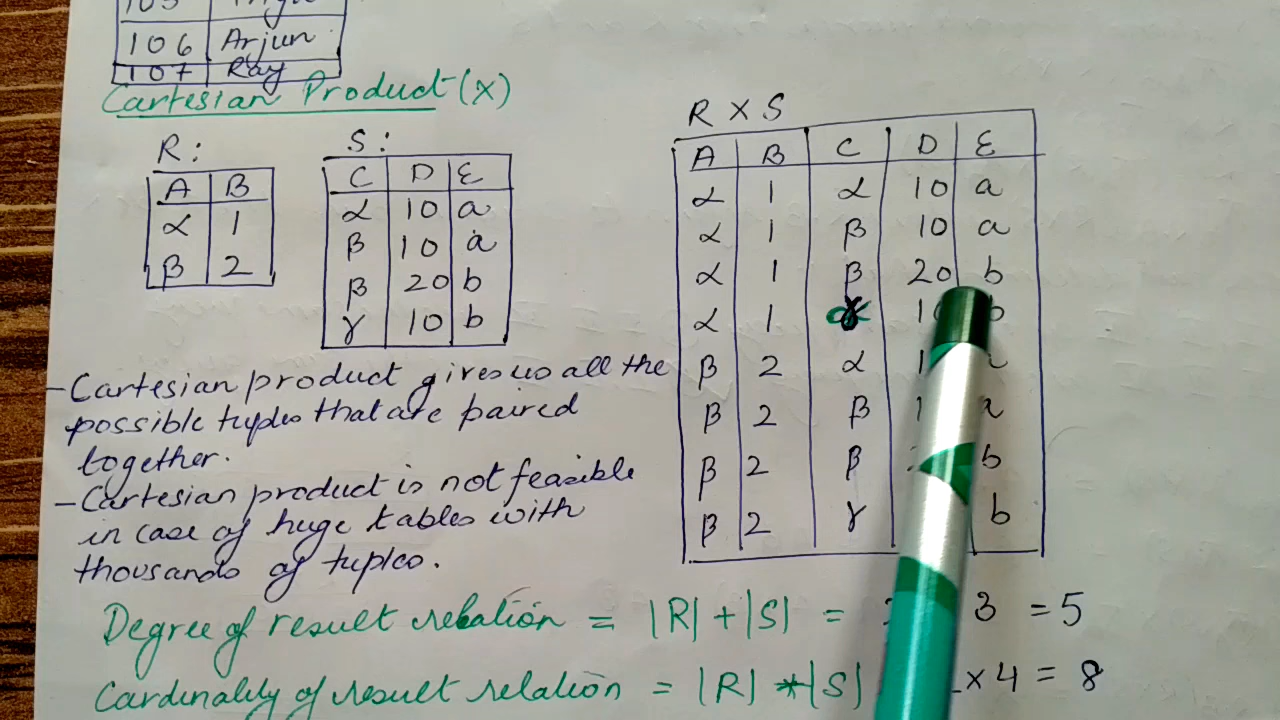 106 Arjun
107 Ray
Cartesian Product (X)
R:
A B
α 1
β 2
S:
C D E
α 10 a
β 10 a
β 20 b
γ 10 b
R X S
A B C D E
α 1 α 10 a
α 1 β 10 a
α 1 β 20 b
α 1 γ
β 2 α
β 2 β
β 2 β b
β 2 γ b
- Cartesian product gives us all the
possible tuples that are paired
together.
- Cartesian product is not feasible
in case of huge tables with
thousands of tuples.
Degree of result relation = |R| + |S| = 3 = 5
Cardinality of result relation = |R| * |S| x 4 = 8